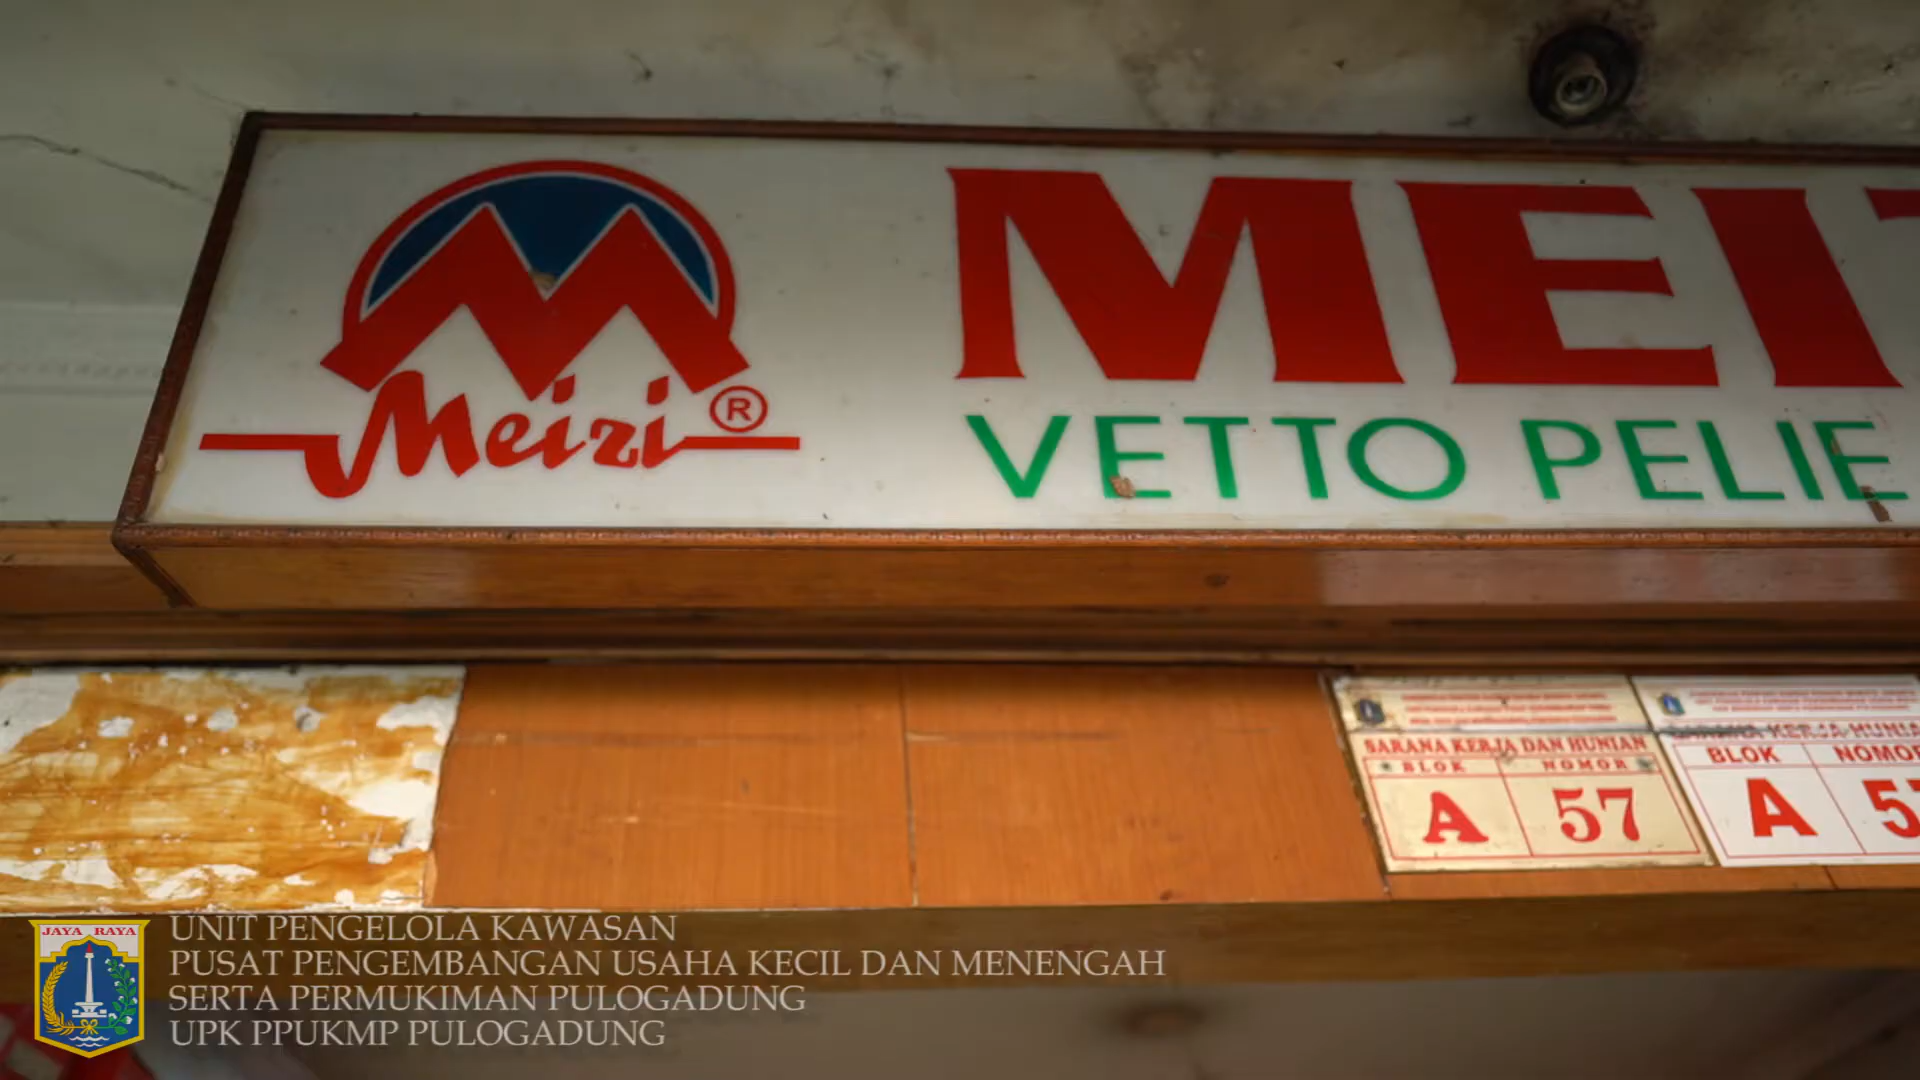 Meizi ®
MEI
VETTO PELIE
SARANA KERJA DAN HUNIAN
BLOK NOMOR
A 57
BLOK NOMOR
A
JAYA RAYA
UNIT PENGELOLA KAWASAN
PUSAT PENGEMBANGAN USAHA KECIL DAN MENENGAH
SERTA PERMUKIMAN PULOGADUNG
UPK PPUKMP PULOGADUNG